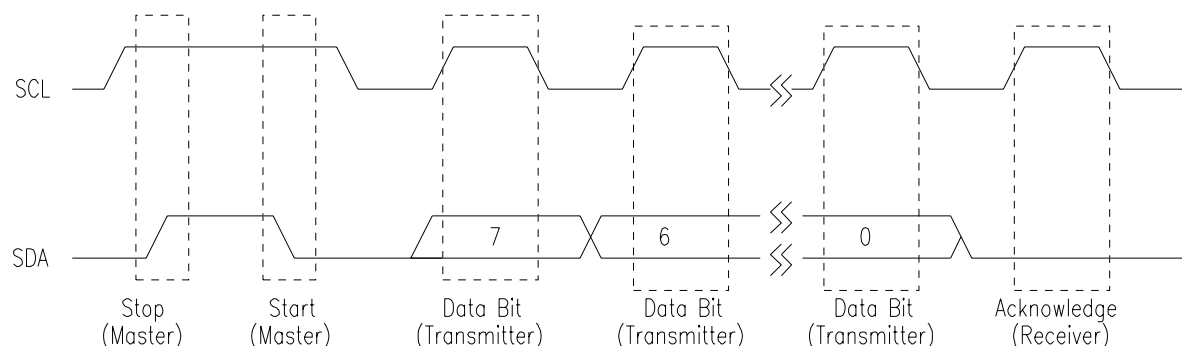 SCL
SDA
7
6
0
Stop
(Master)
Start
(Master)
Data Bit
(Transmitter)
Data Bit
(Transmitter)
Data Bit
(Transmitter)
Acknowledge
(Receiver)